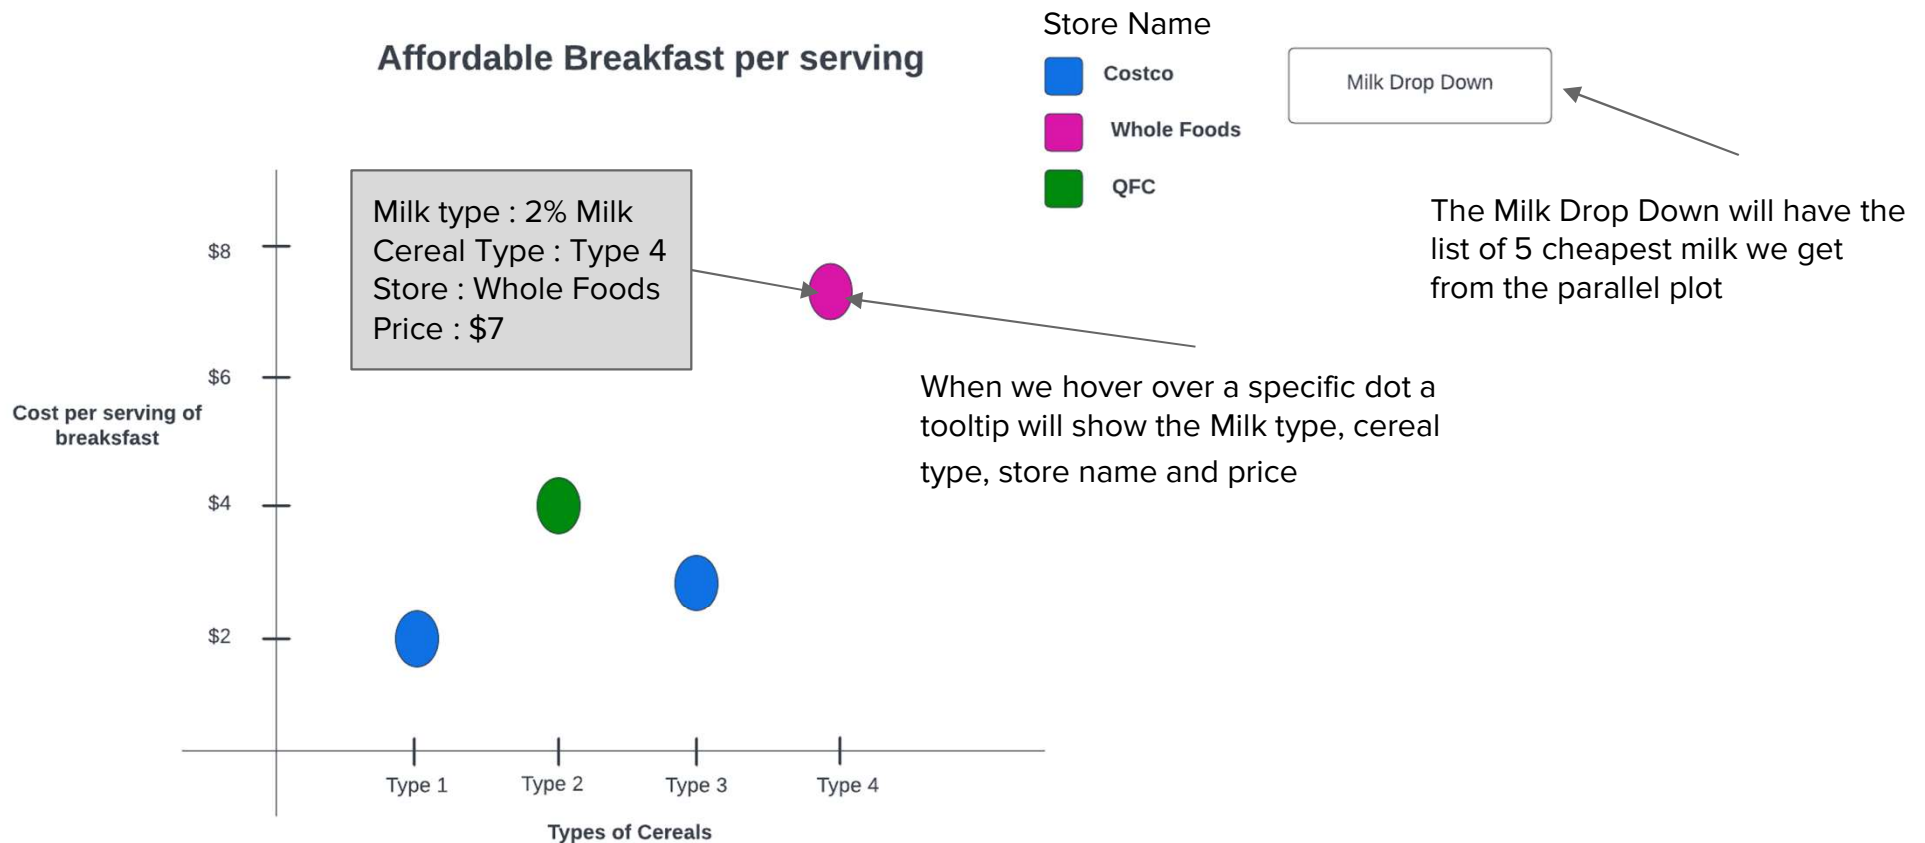 Affordable Breakfast per serving
Store Name
Costco
Whole Foods
QFC
Milk Drop Down
The Milk Drop Down will have the
list of 5 cheapest milk we get
from the parallel plot
Milk type : 2% Milk
Cereal Type : Type 4
Store : Whole Foods
Price : $7
When we hover over a specific dot a
tooltip will show the Milk type, cereal
type, store name and price
Cost per serving of
breaksfast
$8
$6
$4
$2
Type 1
Type 2
Type 3
Type 4
Types of Cereals